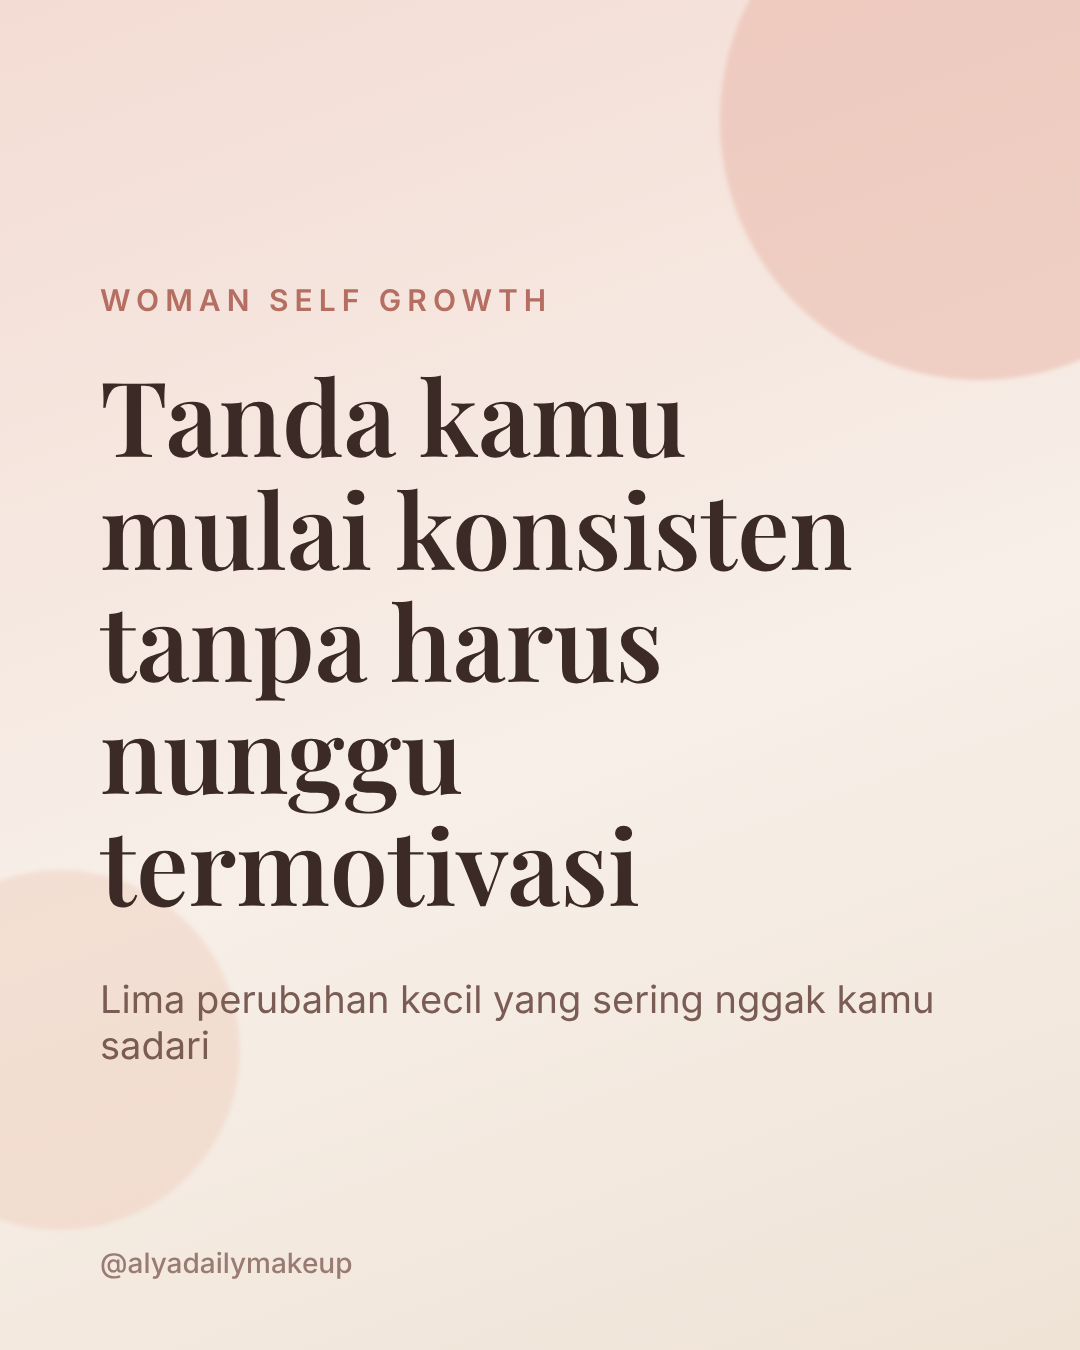 WOMAN SELF GROWTH
Tanda kamu
mulai konsisten
tanpa harus
nunggu
termotivasi
Lima perubahan kecil yang sering nggak kamu
sadari
@alyadailymakeup